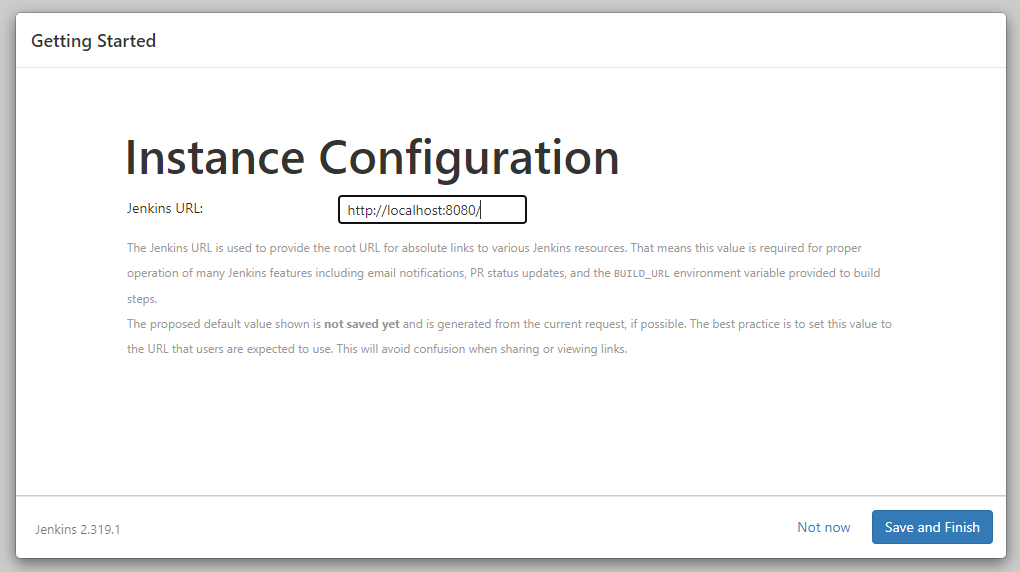 Getting Started
Instance Configuration
Jenkins URL:
http://localhost:8080/
The Jenkins URL is used to provide the root URL for absolute links to various Jenkins resources. That means this value is required for proper
operation of many Jenkins features including email notifications, PR status updates, and the BUILD_URL environment variable provided to build
steps.
The proposed default value shown is not saved yet and is generated from the current request, if possible. The best practice is to set this value to
the URL that users are expected to use. This will avoid confusion when sharing or viewing links.
Jenkins 2.319.1
Not now
Save and Finish